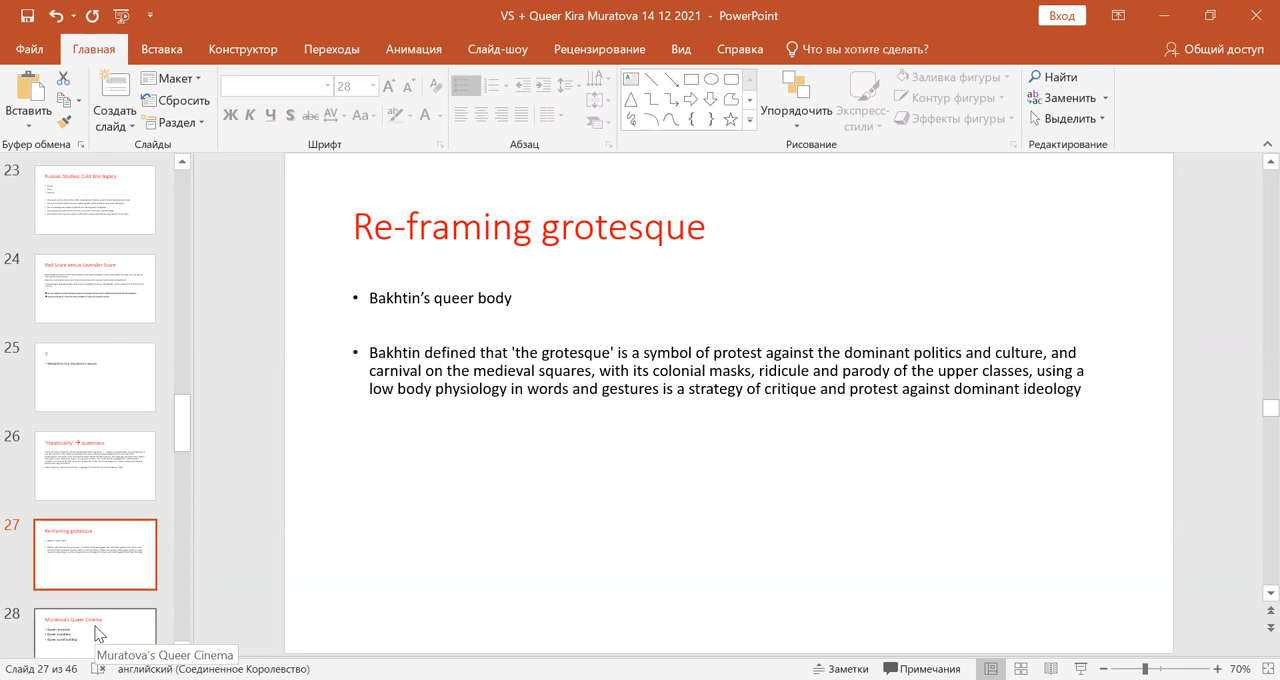 VS + Queer Kira Muratova 14 12 2021 - PowerPoint
Вход
Файл Главная Вставка Конструктор Переходы Анимация Слайд-шоу Рецензирование Вид Справка Что вы хотите сделать? Общий доступ
Вставить
Буфер обмена
Создать слайд
Макет
Сбросить
Раздел
Слайды
28
Ж К Ч S abc AV Aa А
Шрифт
Абзац
Упорядочить
Экспресс-стили
Заливка фигуры
Контур фигуры
Эффекты фигуры
Рисование
Найти
Заменить
Выделить
Редактирование
23
Russian Studies: Cold War legacy
24
Red Scare versus Lavender Scare
25
26
'theatricality' → queerness
27
Re-framing grotesque
28
Muratova's Queer Cinema
Muratova's Queer Cinema
Re-framing grotesque
• Bakhtin’s queer body
• Bakhtin defined that 'the grotesque' is a symbol of protest against the dominant politics and culture, and
carnival on the medieval squares, with its colonial masks, ridicule and parody of the upper classes, using a
low body physiology in words and gestures is a strategy of critique and protest against dominant ideology
Слайд 27 из 46 английский (Соединенное Королевство) Заметки Примечания 70%